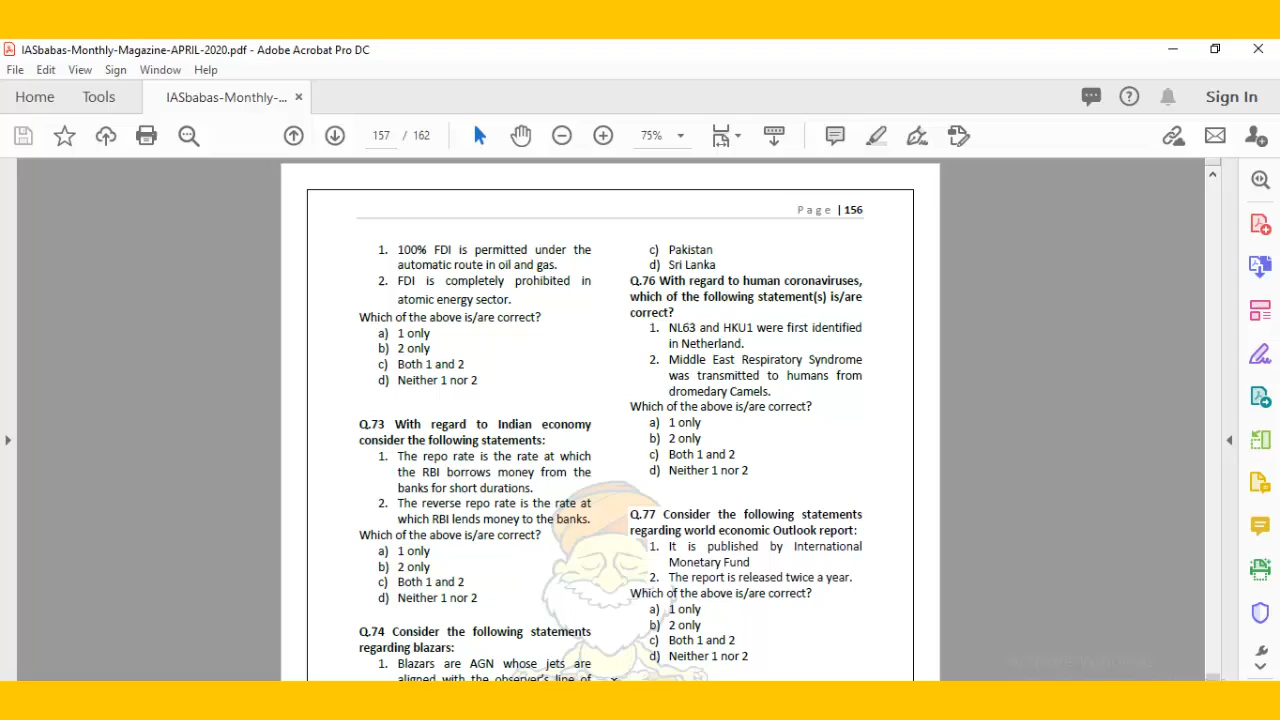 IASbabas-Monthly-Magazine-APRIL-2020.pdf - Adobe Acrobat Pro DC
File Edit View Sign Window Help
Home Tools IASbabas-Monthly-... × Sign In
157 / 162 75%
Page | 156
1. 100% FDI is permitted under the
automatic route in oil and gas.
2. FDI is completely prohibited in
atomic energy sector.
Which of the above is/are correct?
a) 1 only
b) 2 only
c) Both 1 and 2
d) Neither 1 nor 2
Q.73 With regard to Indian economy
consider the following statements:
1. The repo rate is the rate at which
the RBI borrows money from the
banks for short durations.
2. The reverse repo rate is the rate at
which RBI lends money to the banks.
Which of the above is/are correct?
a) 1 only
b) 2 only
c) Both 1 and 2
d) Neither 1 nor 2
Q.74 Consider the following statements
regarding blazars:
1. Blazars are AGN whose jets are
aligned with the observer's line of
c) Pakistan
d) Sri Lanka
Q.76 With regard to human coronaviruses,
which of the following statement(s) is/are
correct?
1. NL63 and HKU1 were first identified
in Netherland.
2. Middle East Respiratory Syndrome
was transmitted to humans from
dromedary Camels.
Which of the above is/are correct?
a) 1 only
b) 2 only
c) Both 1 and 2
d) Neither 1 nor 2
Q.77 Consider the following statements
regarding world economic Outlook report:
1. It is published by International
Monetary Fund
2. The report is released twice a year.
Which of the above is/are correct?
a) 1 only
b) 2 only
c) Both 1 and 2
d) Neither 1 nor 2